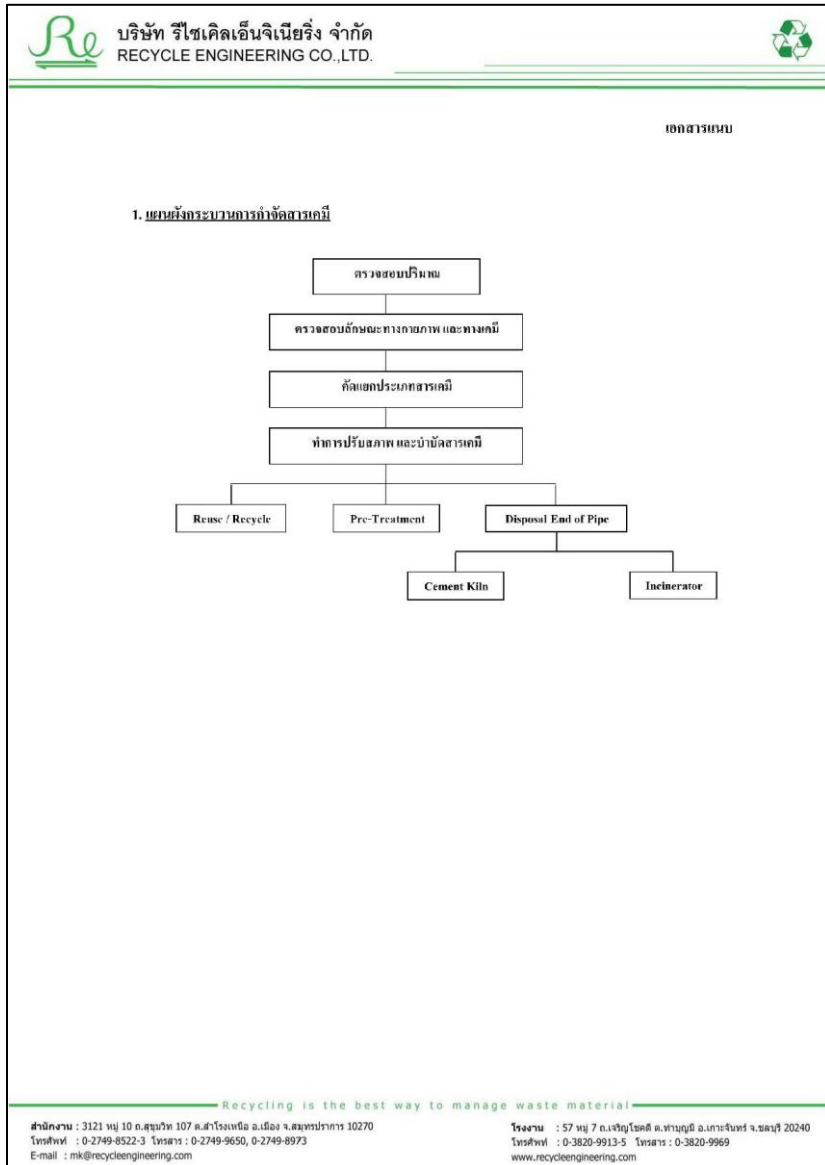 Re
บริษัท รีไซเคิลเอ็นจิเนียริ่ง จำกัด
RECYCLE ENGINEERING CO.,LTD.
เอกสารแนบ
1. แผนผังกระบวนการกำจัดสารเคมี
ตรวจสอบปริมาณ
ตรวจสอบลักษณะทางกายภาพ และทางเคมี
คัดแยกประเภทสารเคมี
ทำการปรับสภาพ และบำบัดสารเคมี
Reuse / Recycle Pre-Treatment Disposal End of Pipe
Cement Kiln Incinerator
Recycling is the best way to manage waste material
สำนักงาน : 3121 หมู่ 10 ถ.สุขุมวิท 107 ต.สำโรงเหนือ อ.เมือง จ.สมุทรปราการ 10270
โทรศัพท์ : 0-2749-8522-3 โทรสาร : 0-2749-9650, 0-2749-8973
E-mail : mk@recycleengineering.com
โรงงาน : 57 หมู่ 7 ถ.เจริญโชคดี ต.ท่าบุญมี อ.เกาะจันทร์ จ.ชลบุรี 20240
โทรศัพท์ : 0-3820-9913-5 โทรสาร : 0-3820-9969
www.recycleengineering.com